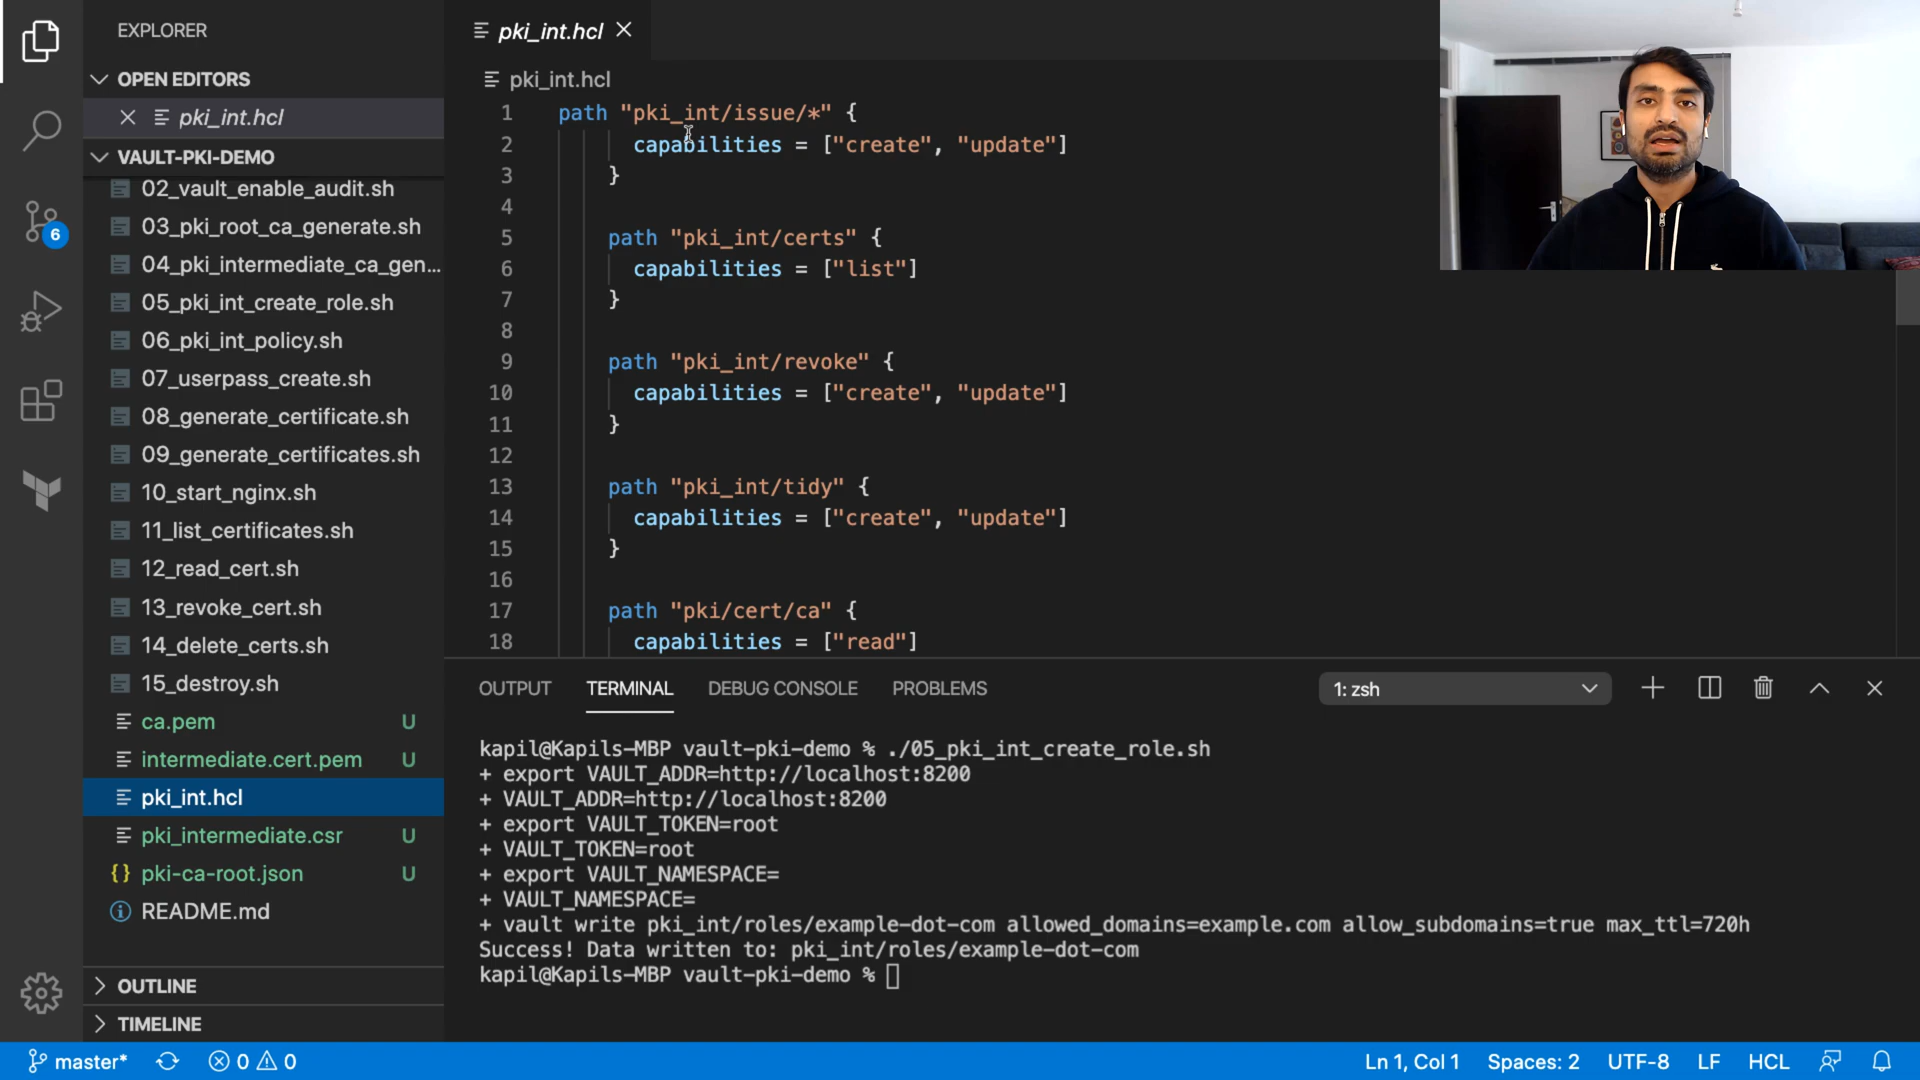 EXPLORER
OPEN EDITORS
pki_int.hcl
VAULT-PKI-DEMO
02_vault_enable_audit.sh
03_pki_root_ca_generate.sh
04_pki_intermediate_ca_gen...
05_pki_int_create_role.sh
06_pki_int_policy.sh
07_userpass_create.sh
08_generate_certificate.sh
09_generate_certificates.sh
10_start_nginx.sh
11_list_certificates.sh
12_read_cert.sh
13_revoke_cert.sh
14_delete_certs.sh
15_destroy.sh
ca.pem U
intermediate.cert.pem U
pki_int.hcl
pki_intermediate.csr U
{} pki-ca-root.json U
README.md
OUTLINE
TIMELINE
6
pki_int.hcl
pki_int.hcl
1 path "pki_int/issue/*" {
2 capabilities = ["create", "update"]
3 }
4
5 path "pki_int/certs" {
6 capabilities = ["list"]
7 }
8
9 path "pki_int/revoke" {
10 capabilities = ["create", "update"]
11 }
12
13 path "pki_int/tidy" {
14 capabilities = ["create", "update"]
15 }
16
17 path "pki/cert/ca" {
18 capabilities = ["read"]
OUTPUT TERMINAL DEBUG CONSOLE PROBLEMS 1: zsh
kapil@Kapils-MBP vault-pki-demo % ./05_pki_int_create_role.sh
+ export VAULT_ADDR=http://localhost:8200
+ VAULT_ADDR=http://localhost:8200
+ export VAULT_TOKEN=root
+ VAULT_TOKEN=root
+ export VAULT_NAMESPACE=
+ VAULT_NAMESPACE=
+ vault write pki_int/roles/example-dot-com allowed_domains=example.com allow_subdomains=true max_ttl=720h
Success! Data written to: pki_int/roles/example-dot-com
kapil@Kapils-MBP vault-pki-demo %
master* 0 0 Ln 1, Col 1 Spaces: 2 UTF-8 LF HCL